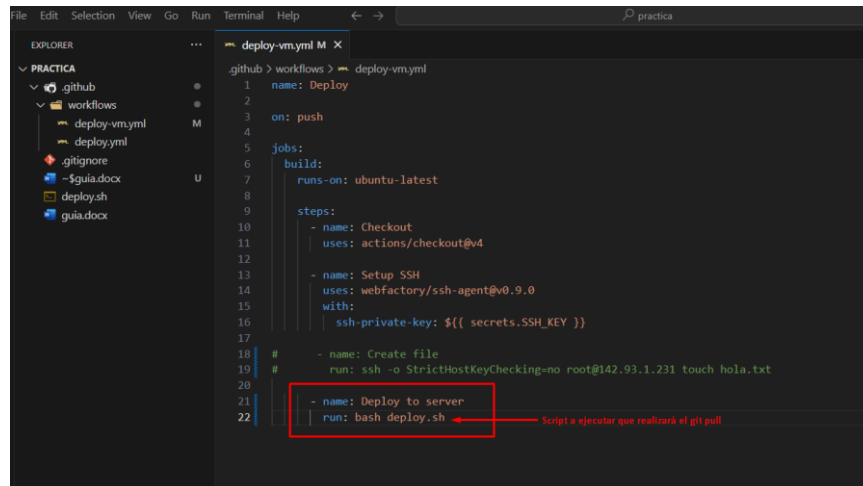 File Edit Selection View Go Run Terminal Help
practica
EXPLORER
deploy-vm.yml M
PRACTICA
.github
workflows
deploy-vm.yml M
deploy.yml
.gitignore
~$guia.docx U
deploy.sh
guia.docx
.github > workflows > deploy-vm.yml
1 name: Deploy
2
3 on: push
4
5 jobs:
6 build:
7 runs-on: ubuntu-latest
8
9 steps:
10 - name: Checkout
11 uses: actions/checkout@v4
12
13 - name: Setup SSH
14 uses: webfactory/ssh-agent@v0.9.0
15 with:
16 ssh-private-key: ${{ secrets.SSH_KEY }}
17
18 # - name: Create file
19 # run: ssh -o StrictHostKeyChecking=no root@142.93.1.231 touch hola.txt
20
21 - name: Deploy to server
22 run: bash deploy.sh Script a ejecutar que realizará el git pull